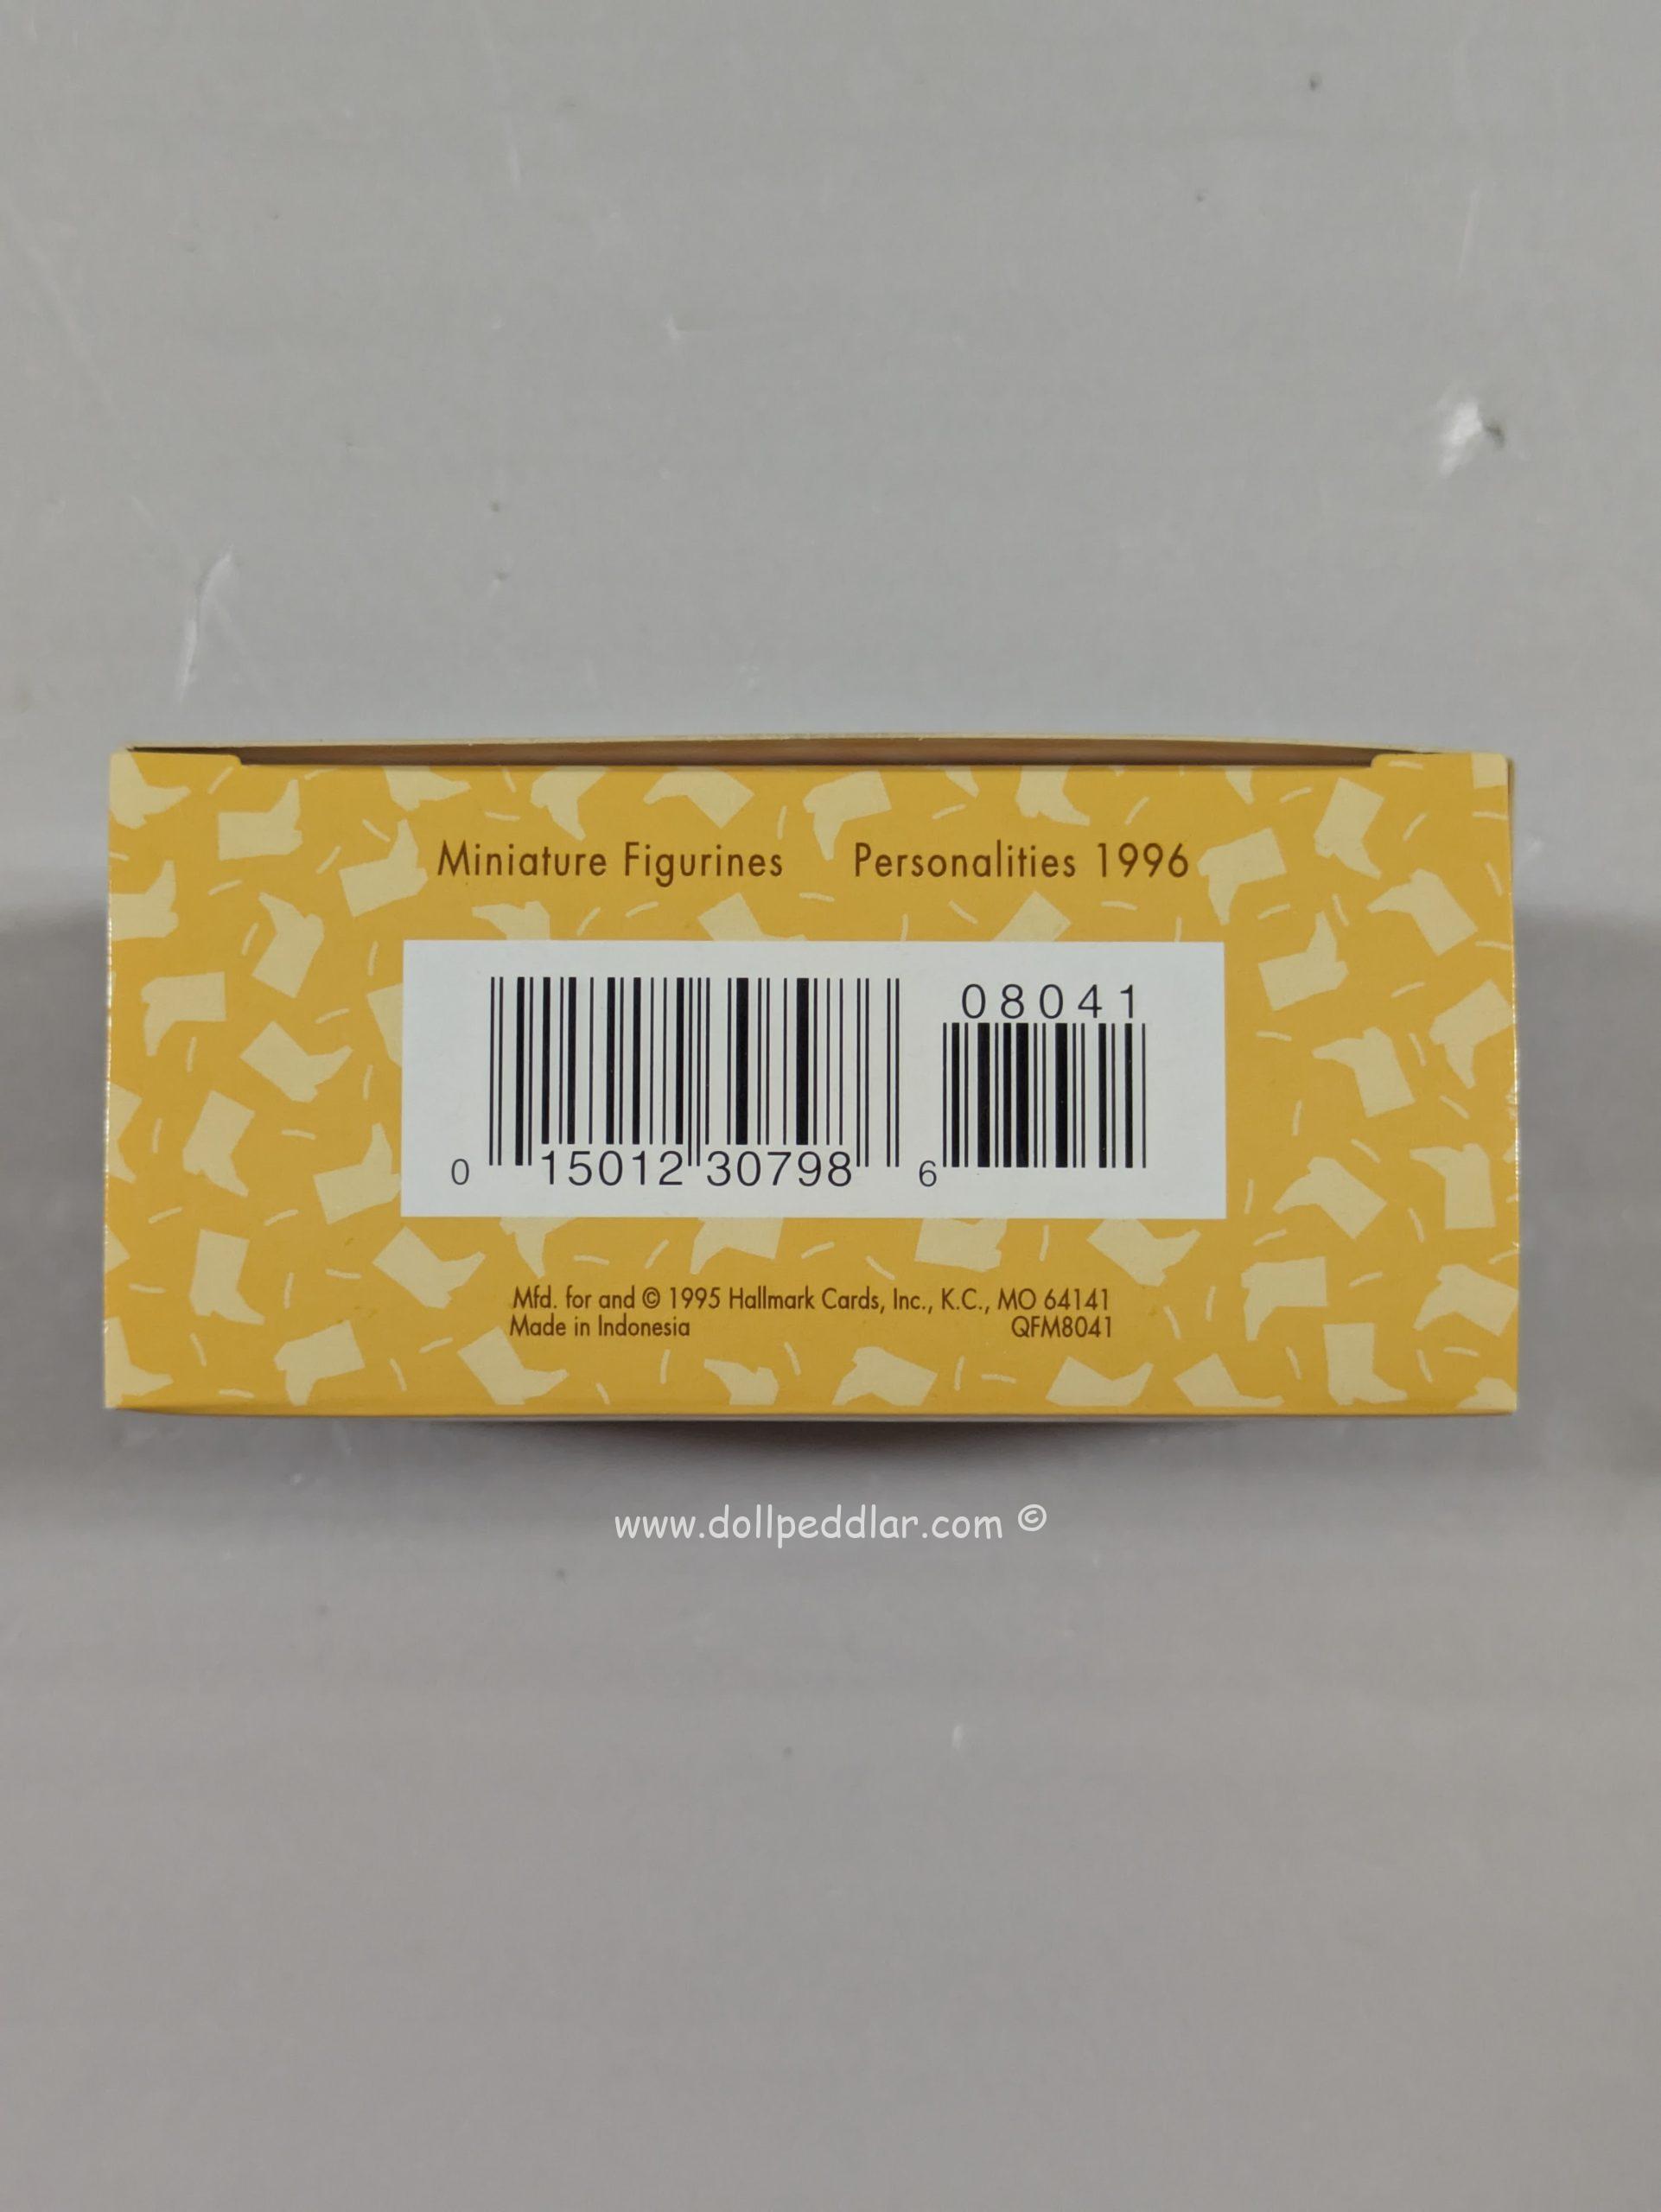 Miniature Figurines Personalities 1996
08041
0 15012 30798 6
Mfd. for and © 1995 Hallmark Cards, Inc., K.C., MO 64141
Made in Indonesia QFM8041
www.dollpeddlar.com ©